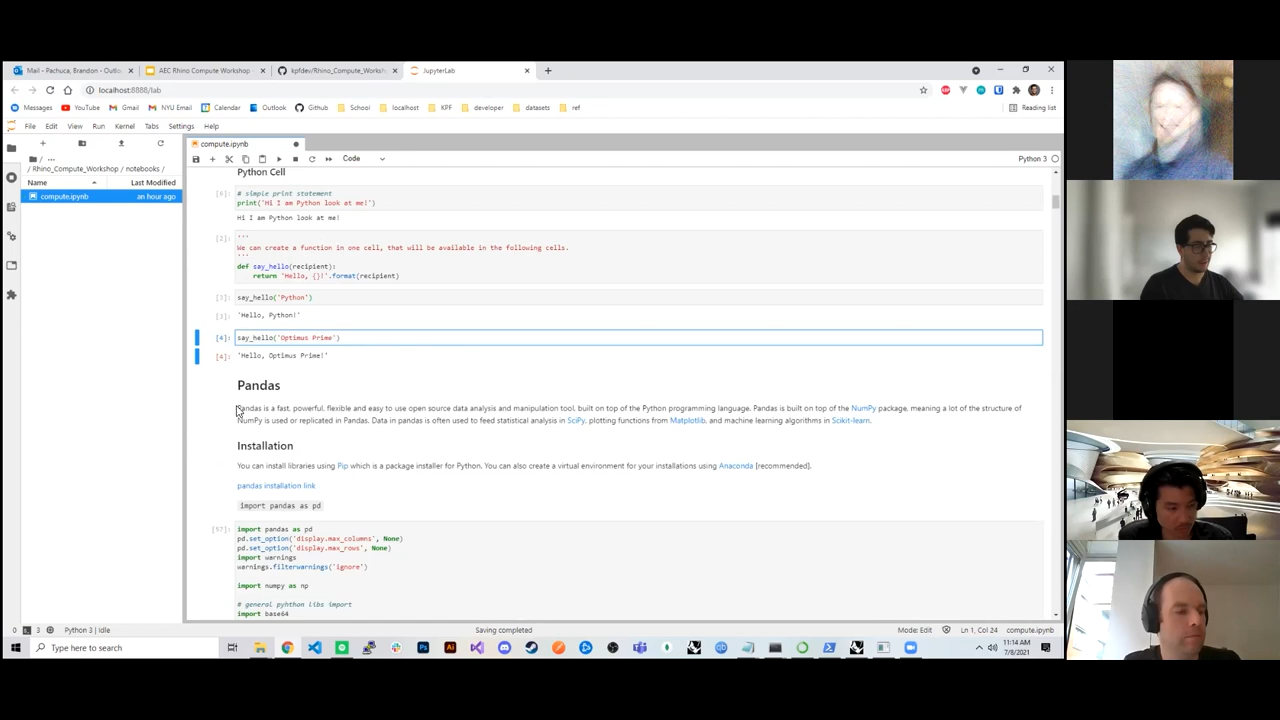 Mail - Pachuca, Brandon - Outlo
AEC Rhino Compute Workshop
kpfdev/Rhino_Compute_Worksh
JupyterLab
localhost:8888/lab
Messages
YouTube
Gmail
NYU Email
Calendar
Outlook
Github
School
localhost
KPF
developer
datasets
ref
Reading list
File
Edit
View
Run
Kernel
Tabs
Settings
Help
compute.ipynb
Code
Python 3
/ ...
/ Rhino_Compute_Workshop / notebooks /
Name
Last Modified
compute.ipynb
an hour ago
Python Cell
# simple print statement
print('Hi I am Python look at me!')
Hi I am Python look at me!
[2]:
'''
We can create a function in one cell, that will be available in the following cells.
'''
def say_hello(recipient):
return 'Hello, {}!'.format(recipient)
[3]:
say_hello('Python')
[3]:
'Hello, Python!'
[4]:
say_hello('Optimus Prime')
[4]:
'Hello, Optimus Prime!'
Pandas
Pandas is a fast, powerful, flexible and easy to use open source data analysis and manipulation tool, built on top of the Python programming language. Pandas is built on top of the NumPy package, meaning a lot of the structure of
NumPy is used or replicated in Pandas. Data in pandas is often used to feed statistical analysis in SciPy, plotting functions from Matplotlib, and machine learning algorithms in Scikit-learn.
Installation
You can install libraries using Pip which is a package installer for Python. You can also create a virtual environment for your installations using Anaconda [recommended].
pandas installation link
import pandas as pd
[57]:
import pandas as pd
pd.set_option('display.max_columns', None)
pd.set_option('display.max_rows', None)
import warnings
warnings.filterwarnings('ignore')
import numpy as np
# general pyhthon libs import
import base64
0
3
Python 3 | Idle
Saving completed
Mode: Edit
Ln 1, Col 24
compute.ipynb
Type here to search
11:14 AM
7/8/2021